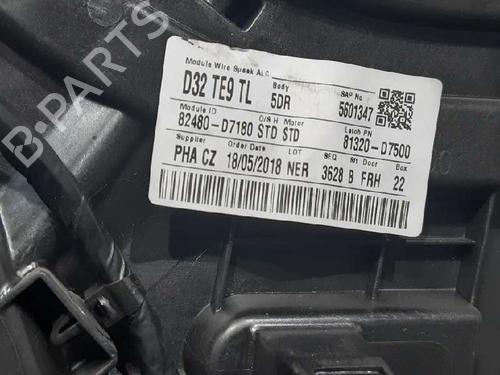 B-PARTS
Module Wire Speak ALC
D32 TE9 TL Body 5DR SAP No 5601347
Module ID O/S H Motor Latch PN
82480-D7180 STD STD 81320-D7500
Supplier Order Date LOT SEQ Sft Door Box
PHA CZ 18/05/2018 NER 3628 B FRH 22